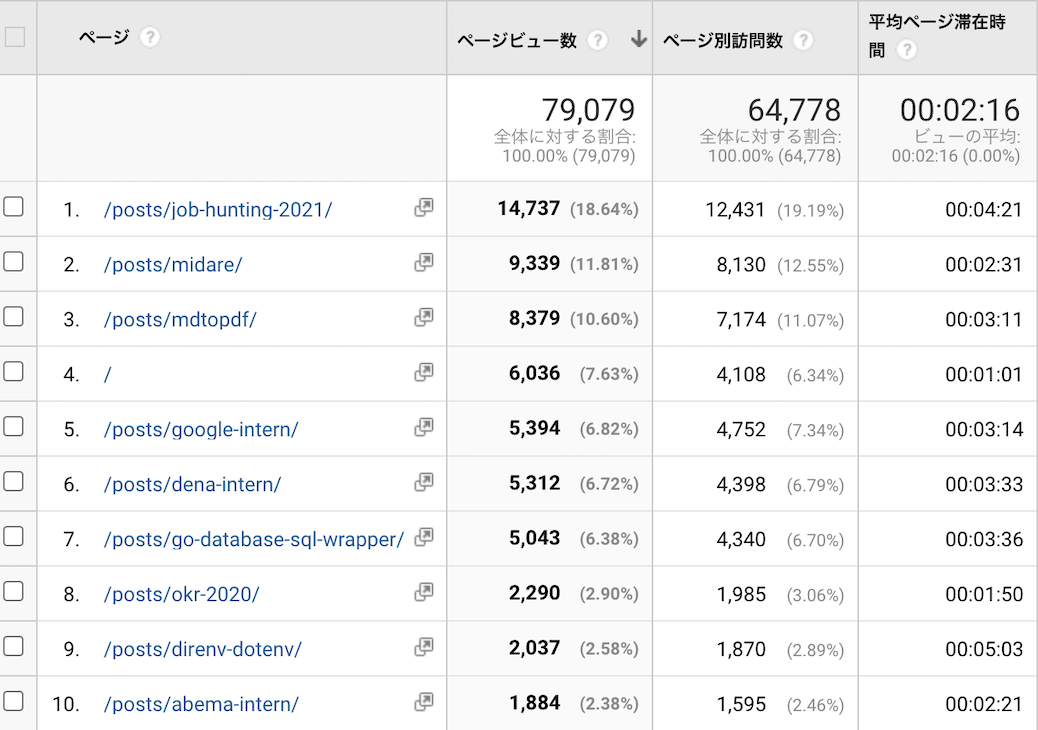 ページ ? ページビュー数 ? ページ別訪問数 ? 平均ページ滞在時
間 ?
79,079 64,778 00:02:16
全体に対する割合: 全体に対する割合: ビューの平均:
100.00% (79,079) 100.00% (64,778) 00:02:16 (0.00%)
1. /posts/job-hunting-2021/ 14,737 (18.64%) 12,431 (19.19%) 00:04:21
2. /posts/midare/ 9,339 (11.81%) 8,130 (12.55%) 00:02:31
3. /posts/mdtopdf/ 8,379 (10.60%) 7,174 (11.07%) 00:03:11
4. / 6,036 (7.63%) 4,108 (6.34%) 00:01:01
5. /posts/google-intern/ 5,394 (6.82%) 4,752 (7.34%) 00:03:14
6. /posts/dena-intern/ 5,312 (6.72%) 4,398 (6.79%) 00:03:33
7. /posts/go-database-sql-wrapper/ 5,043 (6.38%) 4,340 (6.70%) 00:03:36
8. /posts/okr-2020/ 2,290 (2.90%) 1,985 (3.06%) 00:01:50
9. /posts/direnv-dotenv/ 2,037 (2.58%) 1,870 (2.89%) 00:05:03
10. /posts/abema-intern/ 1,884 (2.38%) 1,595 (2.46%) 00:02:21